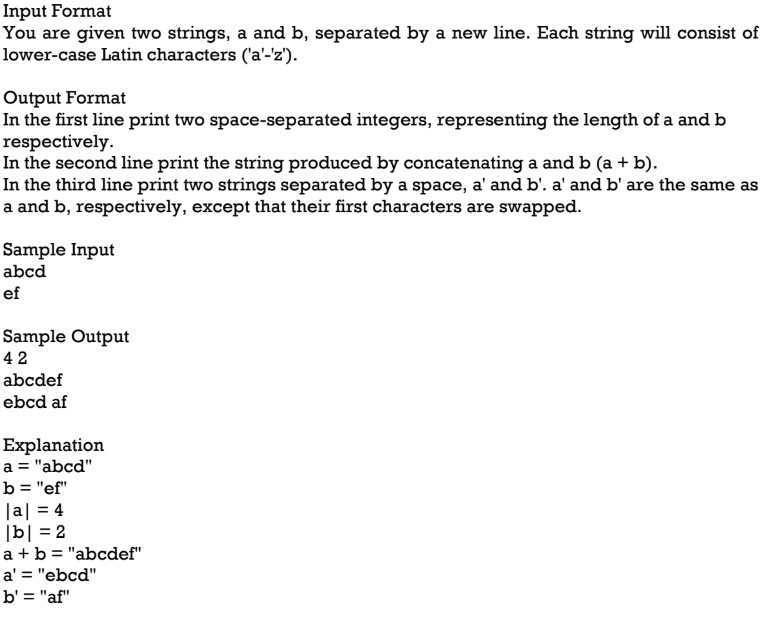 Input Format
You are given two strings, a and b, separated by a new line. Each string will consist of
lower-case Latin characters ('a'-'z').
Output Format
In the first line print two space-separated integers, representing the length of a and b
respectively.
In the second line print the string produced by concatenating a and b (a + b).
In the third line print two strings separated by a space, a' and b'. a' and b' are the same as
a and b, respectively, except that their first characters are swapped.
Sample Input
abcd
ef
Sample Output
4 2
abcdef
ebcd af
Explanation
a = "abcd"
b = "ef"
|a| = 4
|b| = 2
a + b = "abcdef"
a' = "ebcd"
b' = "af"